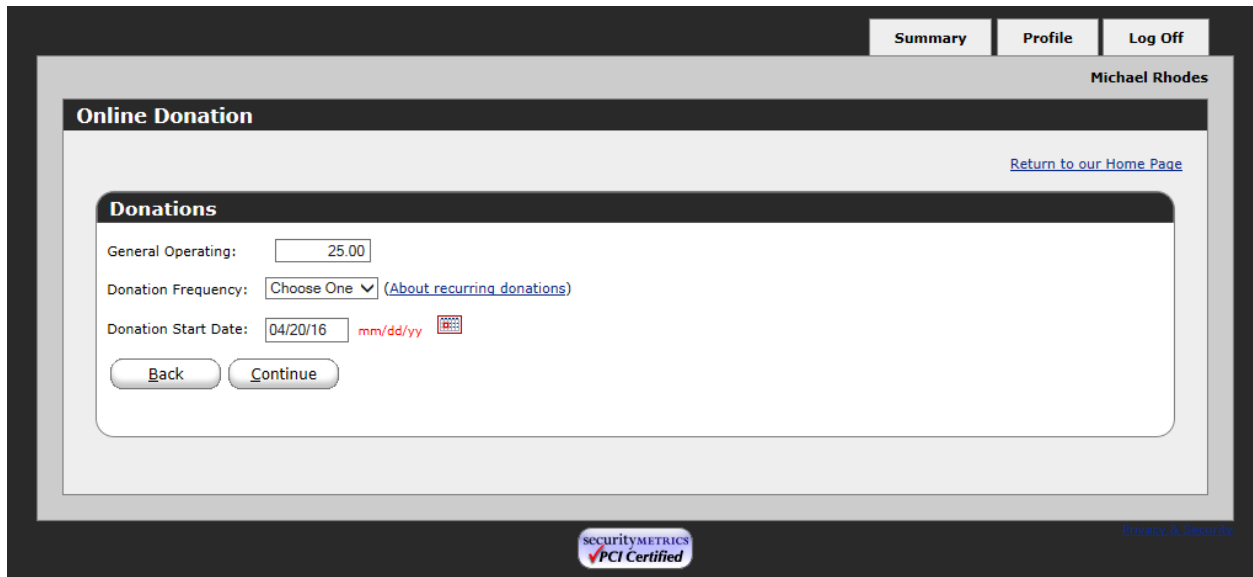 Summary Profile Log Off
Michael Rhodes
Online Donation
Return to our Home Page
Donations
General Operating: 25.00
Donation Frequency: Choose One (About recurring donations)
Donation Start Date: 04/20/16 mm/dd/yy
Back Continue
Privacy & Security
securityMETRICS
PCI Certified